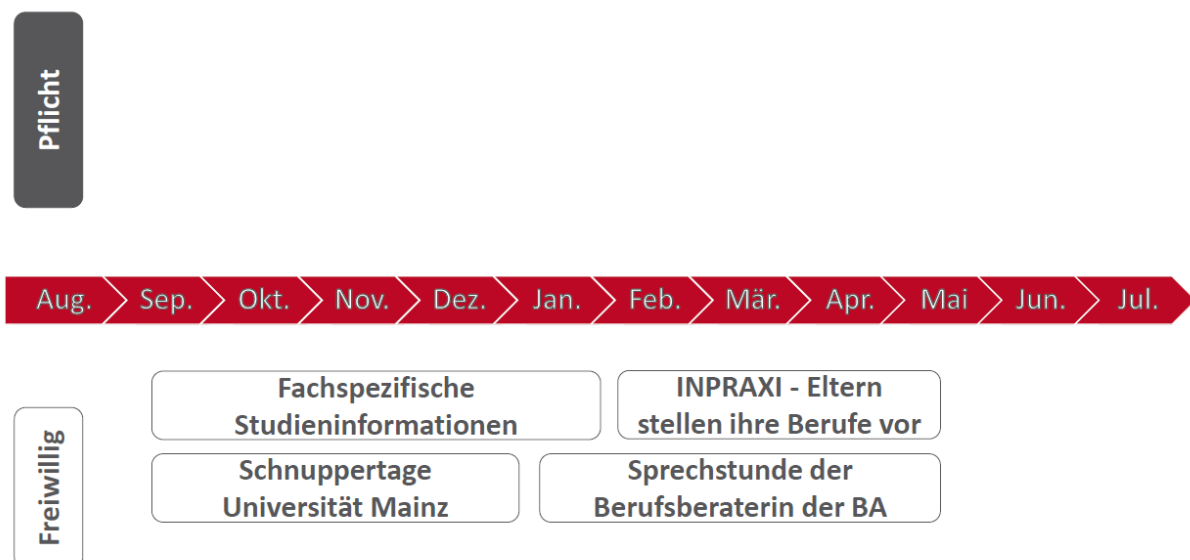 Pflicht
Aug. Sep. Okt. Nov. Dez. Jan. Feb. Mär. Apr. Mai Jun. Jul.
Freiwillig
Fachspezifische
Studieninformationen
INPRAXI - Eltern
stellen ihre Berufe vor
Schnuppertage
Universität Mainz
Sprechstunde der
Berufsberaterin der BA